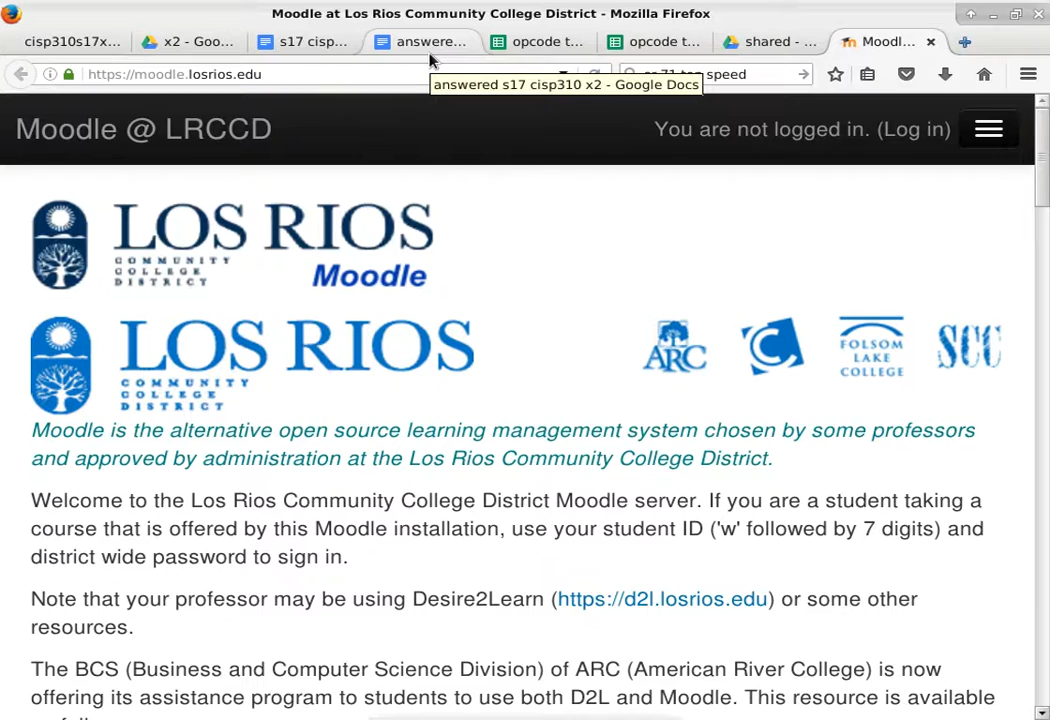 Moodle at Los Rios Community College District - Mozilla Firefox
cisp310s17x... x2 - Goo... s17 cisp... answere... opcode t... opcode t... shared - ... Moodl...
https://moodle.losrios.edu speed
answered s17 cisp310 x2 - Google Docs
Moodle @ LRCCD You are not logged in. (Log in)
LOS RIOS
COMMUNITY
COLLEGE
DISTRICT
Moodle
LOS RIOS
COMMUNITY
COLLEGE
DISTRICT
ARC
C
FOLSOM
LAKE
COLLEGE
SCC
Moodle is the alternative open source learning management system chosen by some professors
and approved by administration at the Los Rios Community College District.
Welcome to the Los Rios Community College District Moodle server. If you are a student taking a
course that is offered by this Moodle installation, use your student ID ('w' followed by 7 digits) and
district wide password to sign in.
Note that your professor may be using Desire2Learn (https://d2l.losrios.edu) or some other
resources.
The BCS (Business and Computer Science Division) of ARC (American River College) is now
offering its assistance program to students to use both D2L and Moodle. This resource is available